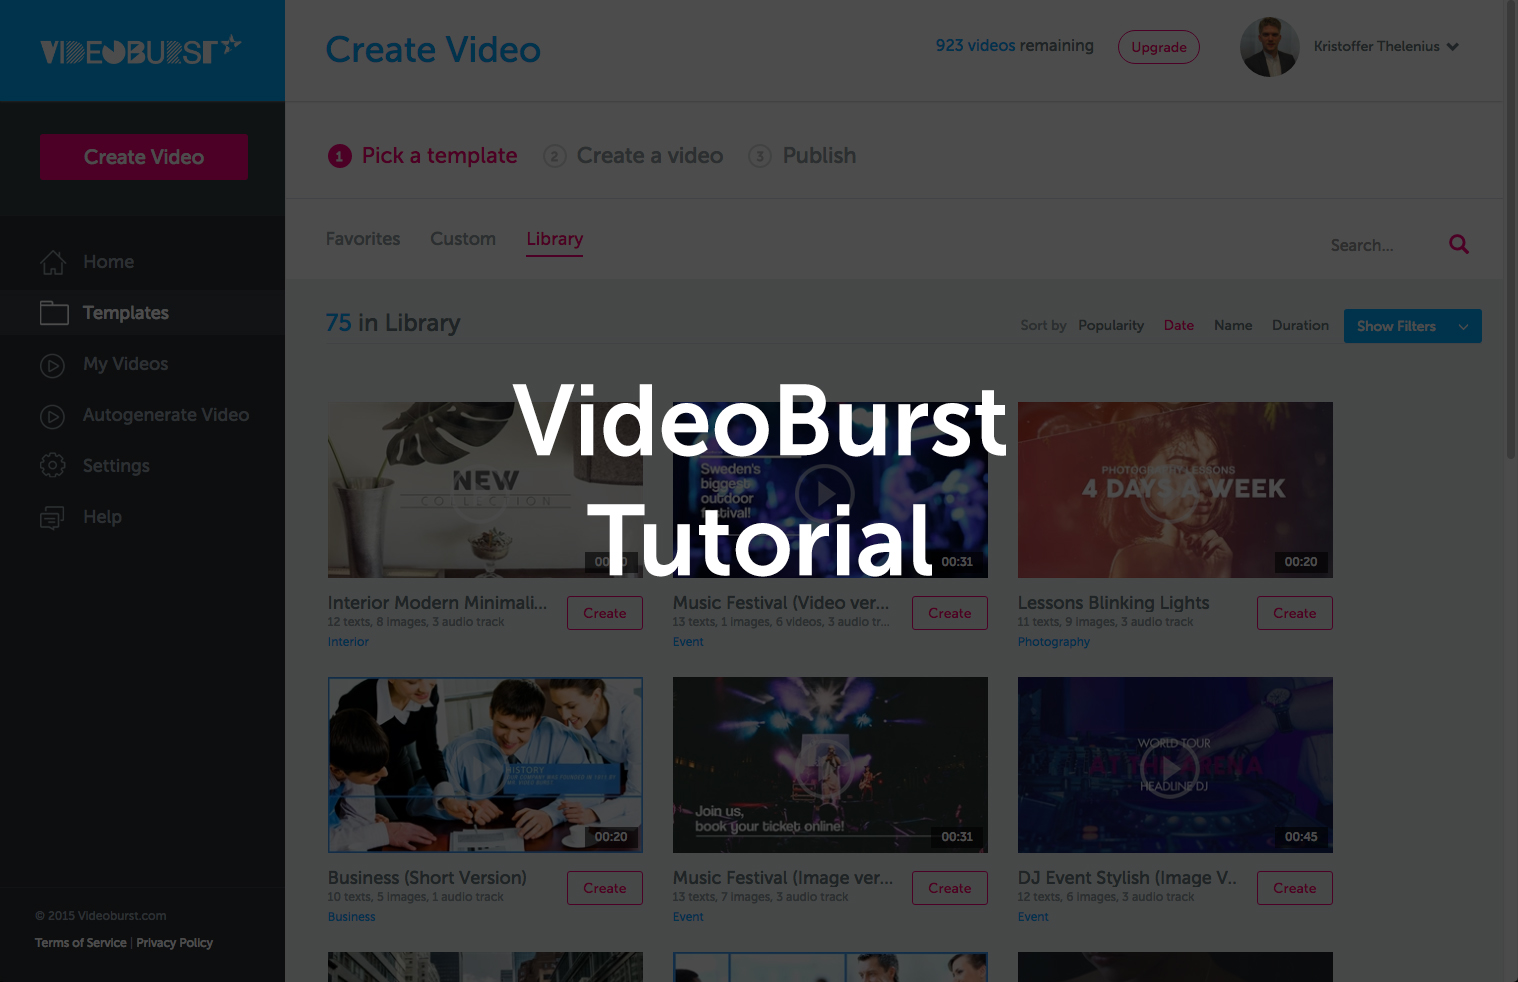 VIDEOBURST
Create Video
923 videos remaining
Upgrade
Kristoffer Thelenius
Create Video
1 Pick a template
2 Create a video
3 Publish
Home
Templates
My Videos
Autogenerate Video
Settings
Help
Favorites
Custom
Library
Search...
75 in Library
Sort by Popularity Date Name Duration
Show Filters
VideoBurst
Tutorial
NEW
COLLECTION
Sweden's
biggest
outdoor
festival!
00:31
PHOTOGRAPHY LESSONS
4 DAYS A WEEK
00:20
Interior Modern Minimali...
12 texts, 8 images, 3 audio track
Interior
Create
Music Festival (Video ver...
13 texts, 1 images, 6 videos, 3 audio tr...
Event
Create
Lessons Blinking Lights
11 texts, 9 images, 3 audio track
Photography
Create
HISTORY
00:20
Join us,
book your ticket online!
00:31
WORLD TOUR
AT THE ARENA
HEADLINE DJ
00:45
Business (Short Version)
10 texts, 5 images, 1 audio track
Business
Create
Music Festival (Image ver...
13 texts, 7 images, 3 audio track
Event
Create
DJ Event Stylish (Image V...
12 texts, 6 images, 3 audio track
Event
Create
© 2015 Videoburst.com
Terms of Service | Privacy Policy